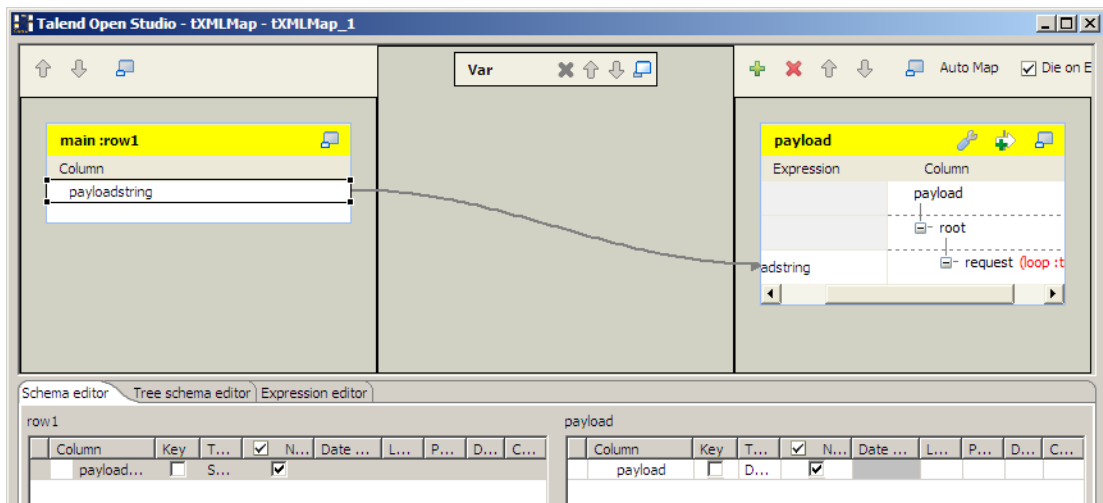 Talend Open Studio - tXMLMap - tXMLMap_1
Var
Auto Map
Die on E
main :row1
Column
payloadstring
payload
Expression
Column
payload
root
request (loop :t
adstring
Schema editor
Tree schema editor
Expression editor
row1
payload
Column Key T... N... Date ... L... P... D... C...
payload... S...
Column Key T... N... Date ... L... P... D... C...
payload D...